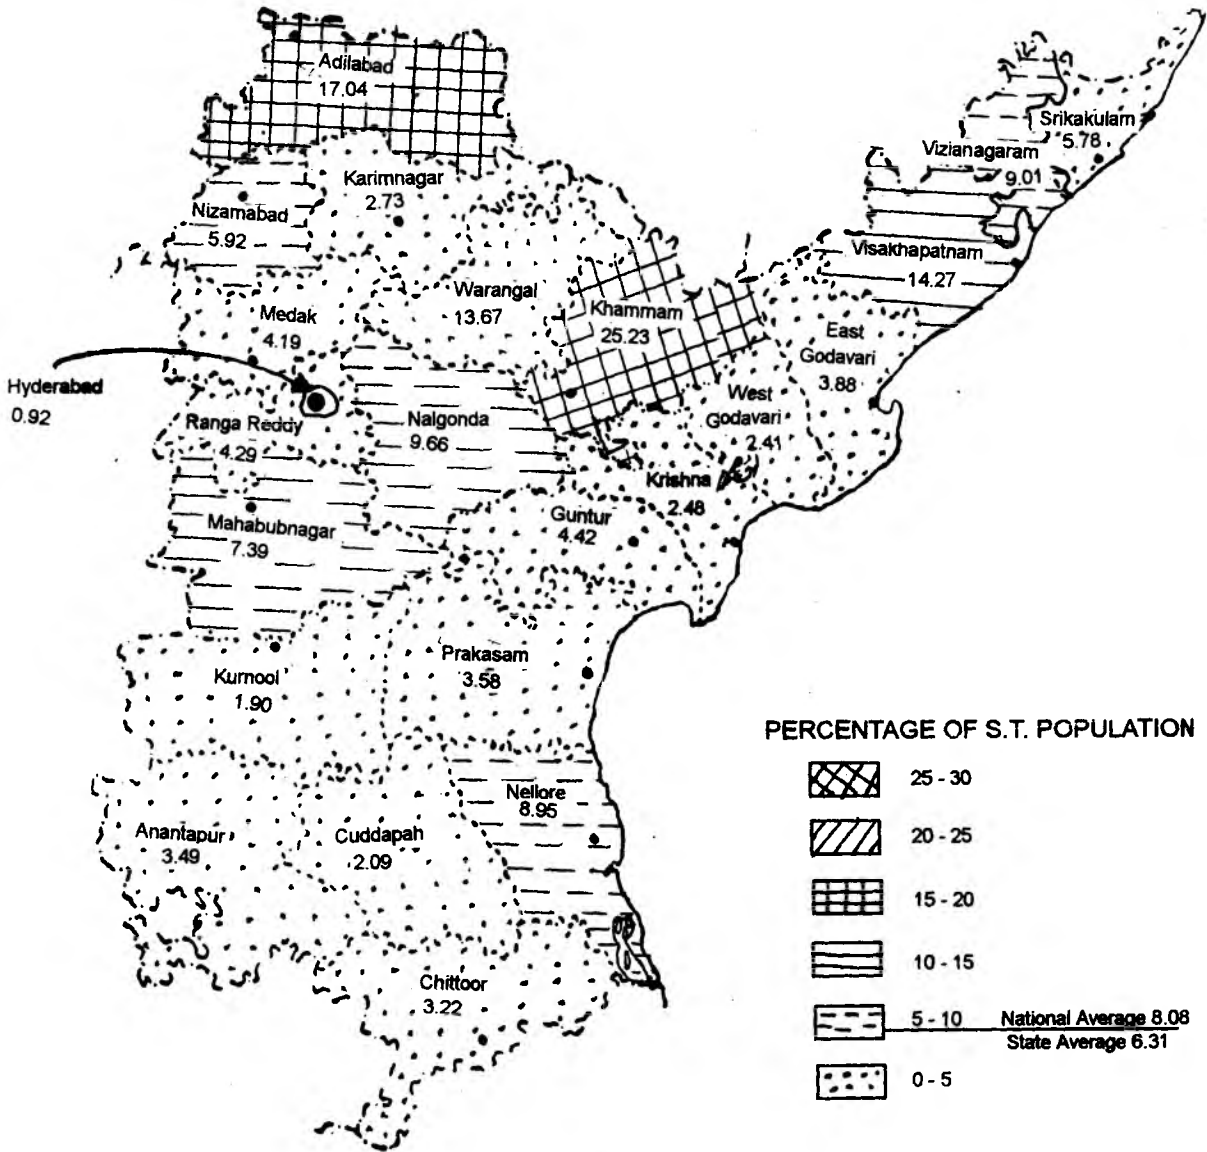 Adilabad
17.04
Srikakulam
5.78
Vizianagaram
9.01
Karimnagar
2.73
Nizamabad
5.92
Visakhapatnam
14.27
Warangal
13.67
Khammam
25.23
Medak
4.19
East
Godavari
3.88
Hyderabad
0.92
West
Godavari
2.41
Ranga Reddy
4.29
Nalgonda
9.66
Krishna
2.48
Mahabubnagar
7.39
Guntur
4.42
Prakasam
3.58
Kurnool
1.90
Nellore
8.95
Anantapur
3.49
Cuddapah
2.09
Chittoor
3.22
PERCENTAGE OF S.T. POPULATION
25 - 30
20 - 25
15 - 20
10 - 15
5 - 10 National Average 8.08
State Average 6.31
0 - 5